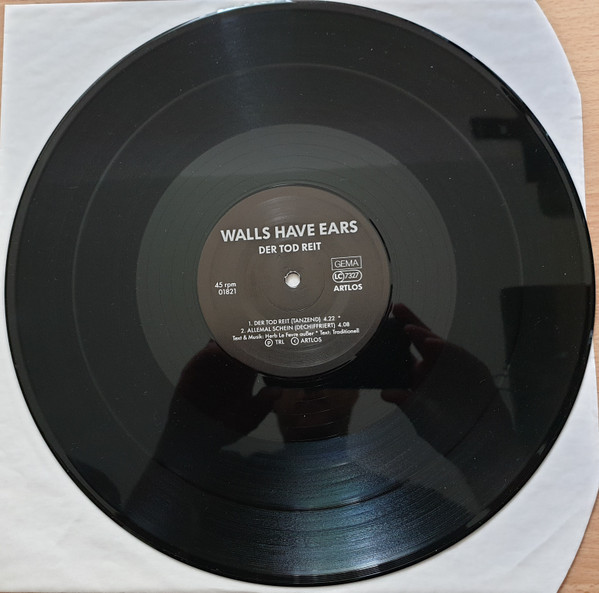 WALLS HAVE EARS
DER TOD REIT
GEMA
45 rpm
LC 7327
01821
ARTLOS
1. DER TOD REIT (TANZEND) 4.22 *
2. ALLEMAL SCHEIN (DECHIFFRIERT) 4.08
Text & Musik: Herb La Ferre außer * Text: Traditionell
Ⓟ TRL Ⓒ ARTLOS